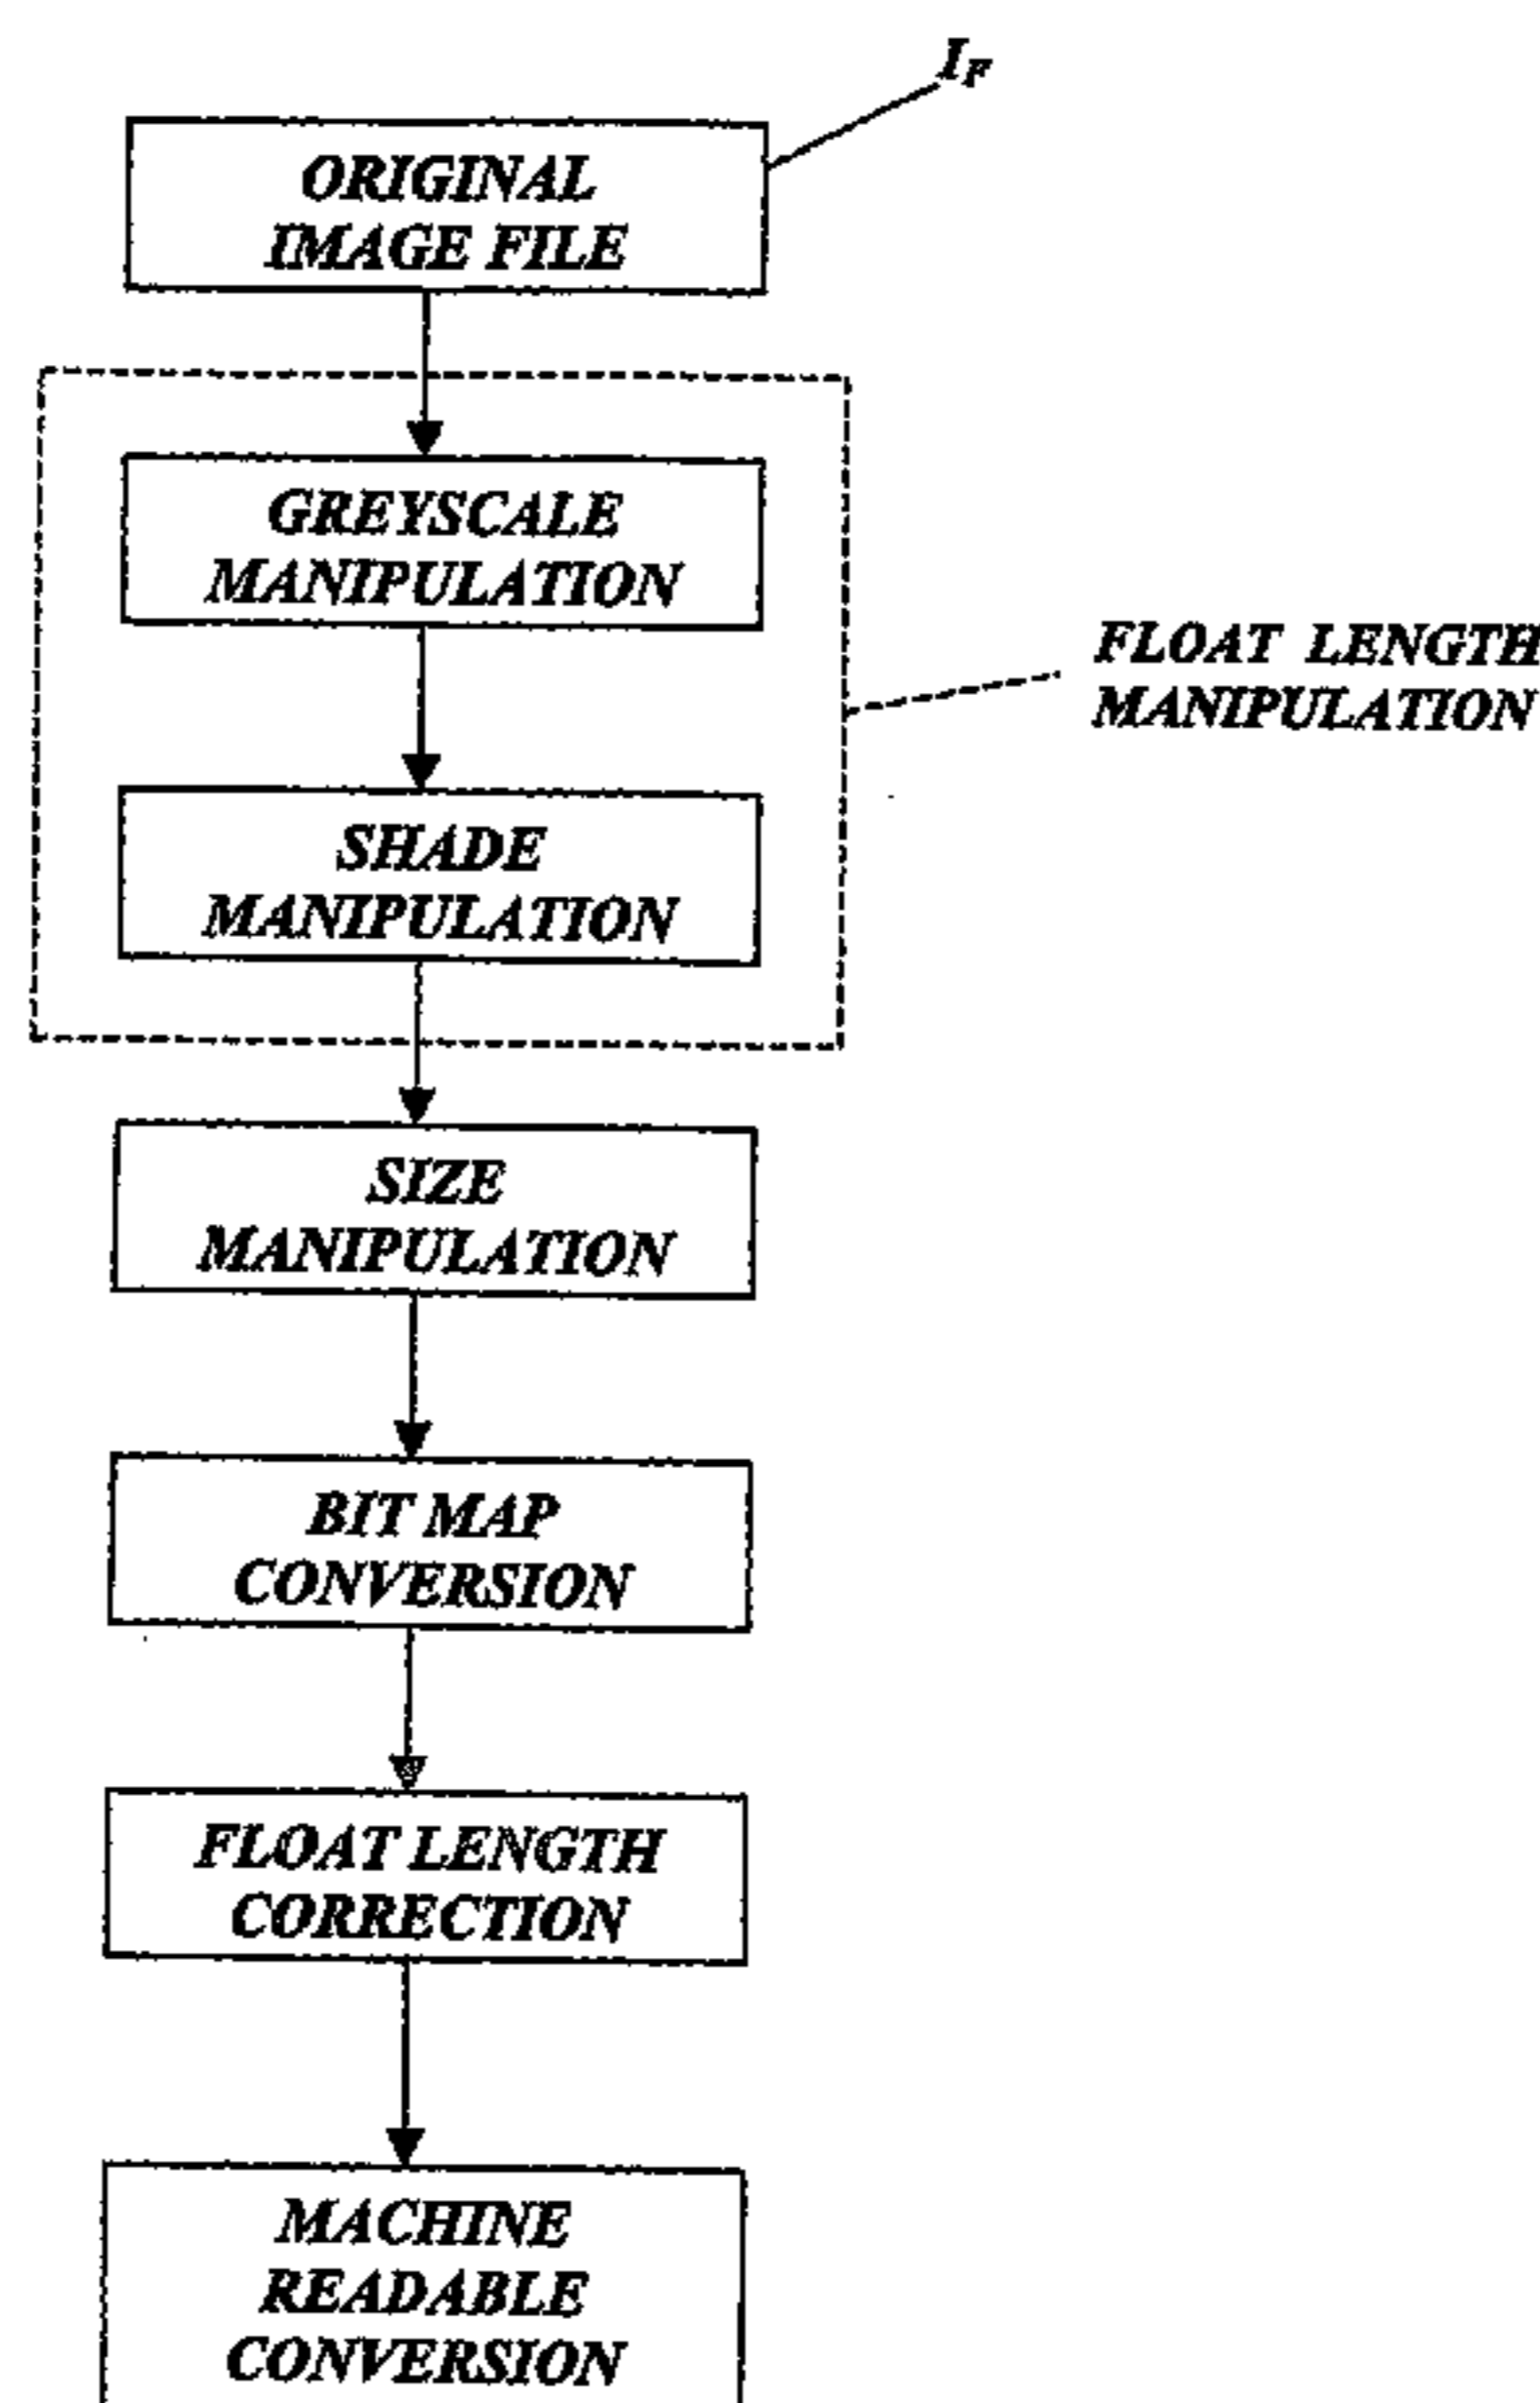 I_F
ORIGINAL
IMAGE FILE
GREYSCALE
MANIPULATION
FLOAT LENGTH
MANIPULATION
SHADE
MANIPULATION
SIZE
MANIPULATION
BIT MAP
CONVERSION
FLOAT LENGTH
CORRECTION
MACHINE
READABLE
CONVERSION